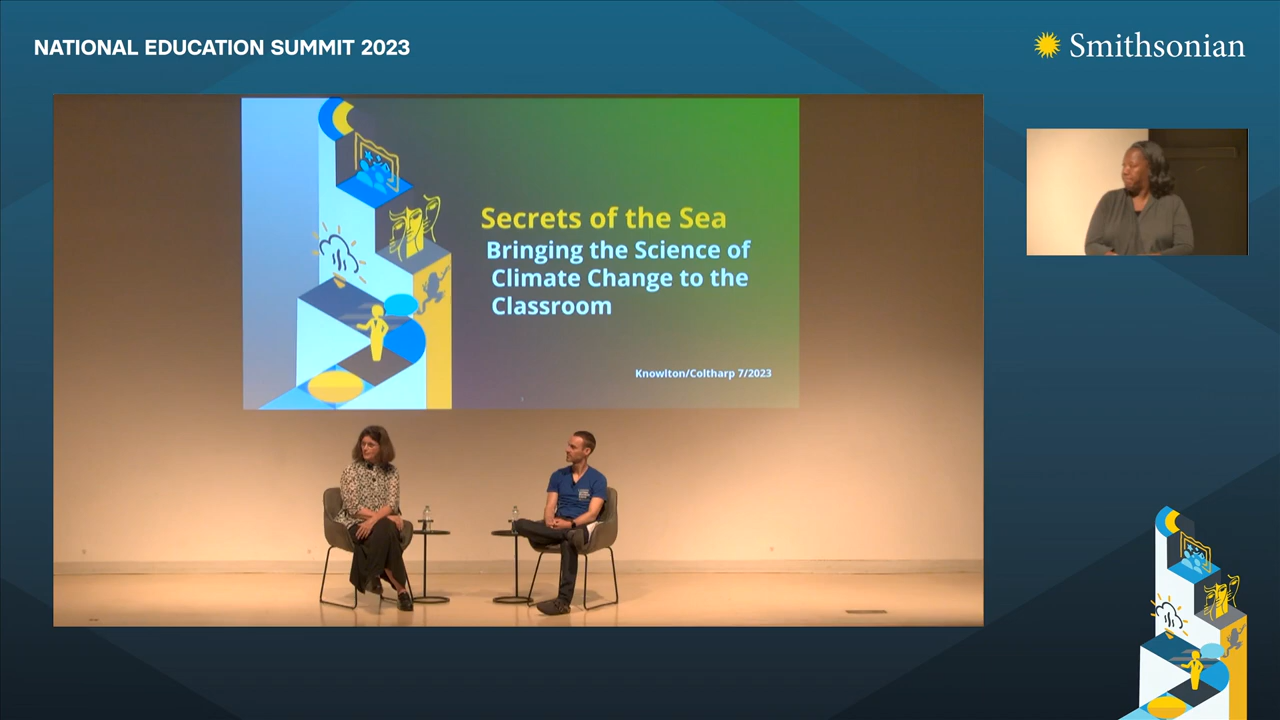 NATIONAL EDUCATION SUMMIT 2023
Smithsonian
Secrets of the Sea
Bringing the Science of
Climate Change to the
Classroom
Knowlton/Coltharp 7/2023